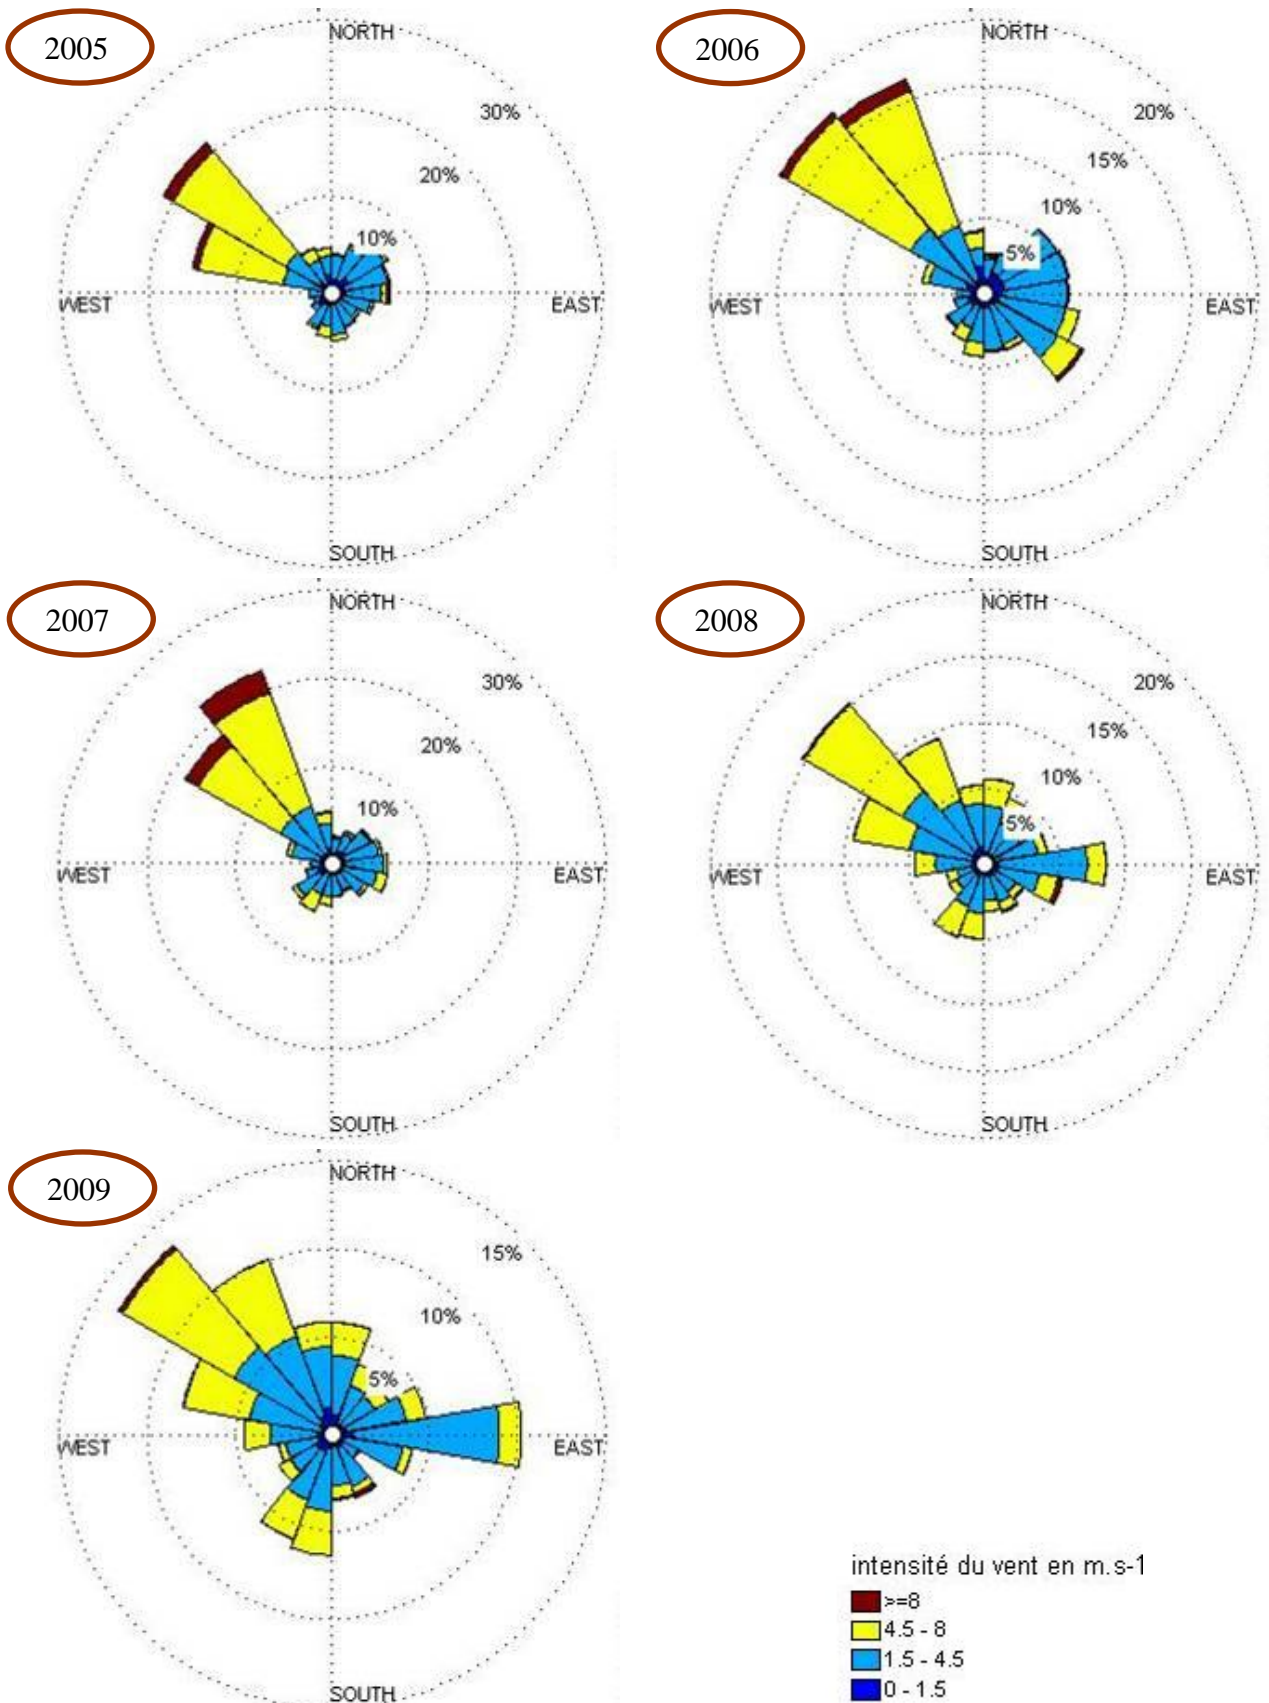 2005
NORTH
30%
20%
10%
WEST
EAST
SOUTH
2006
NORTH
20%
15%
10%
5%
WEST
EAST
SOUTH
2007
NORTH
30%
20%
10%
WEST
EAST
SOUTH
2008
NORTH
20%
15%
10%
5%
WEST
EAST
SOUTH
2009
NORTH
15%
10%
5%
WEST
EAST
SOUTH
intensité du vent en m.s-1
>=8
4.5 - 8
1.5 - 4.5
0 - 1.5